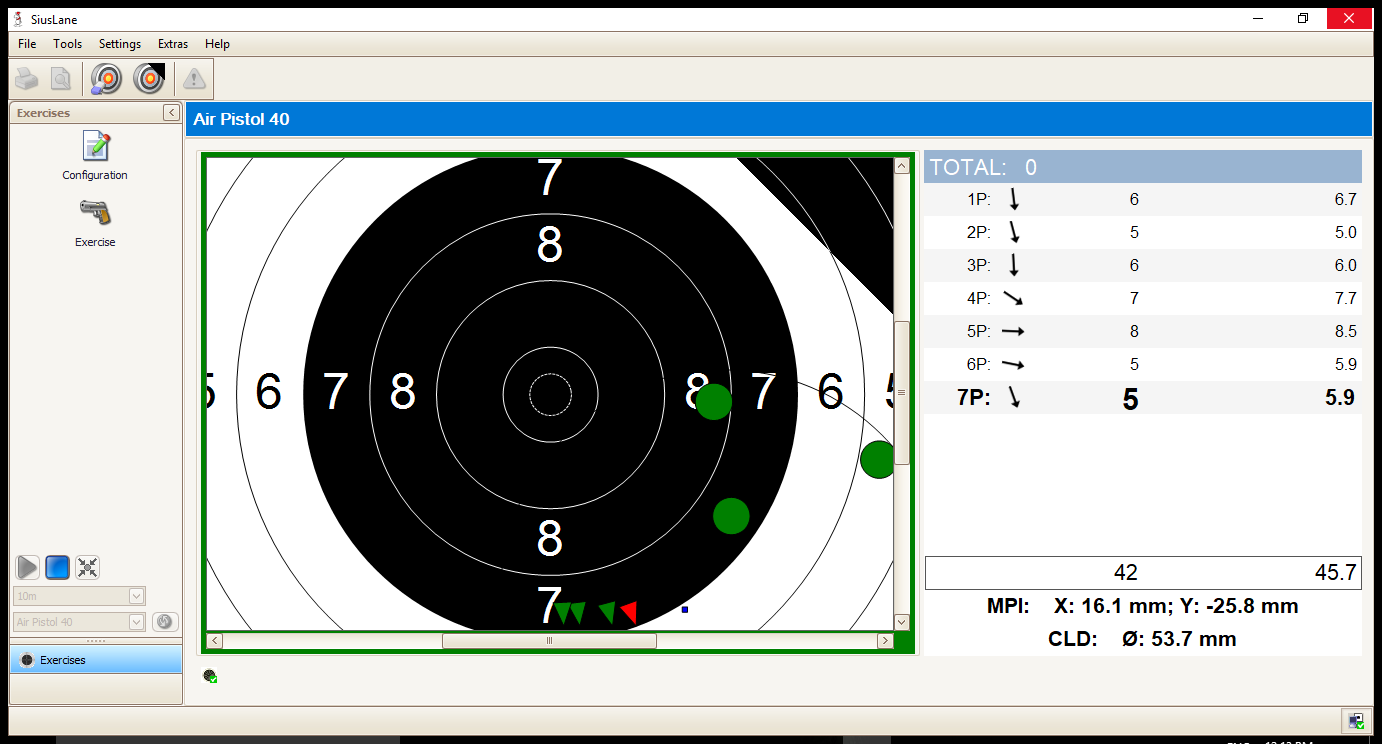 SiusLane
File Tools Settings Extras Help
Exercises
Configuration
Exercise
10m
Air Pistol 40
Exercises
Air Pistol 40
7
8
6 7 8 8 7 6
8
7
TOTAL: 0
1P: 6 6.7
2P: 5 5.0
3P: 6 6.0
4P: 7 7.7
5P: 8 8.5
6P: 5 5.9
7P: 5 5.9
42 45.7
MPI: X: 16.1 mm; Y: -25.8 mm
CLD: Ø: 53.7 mm